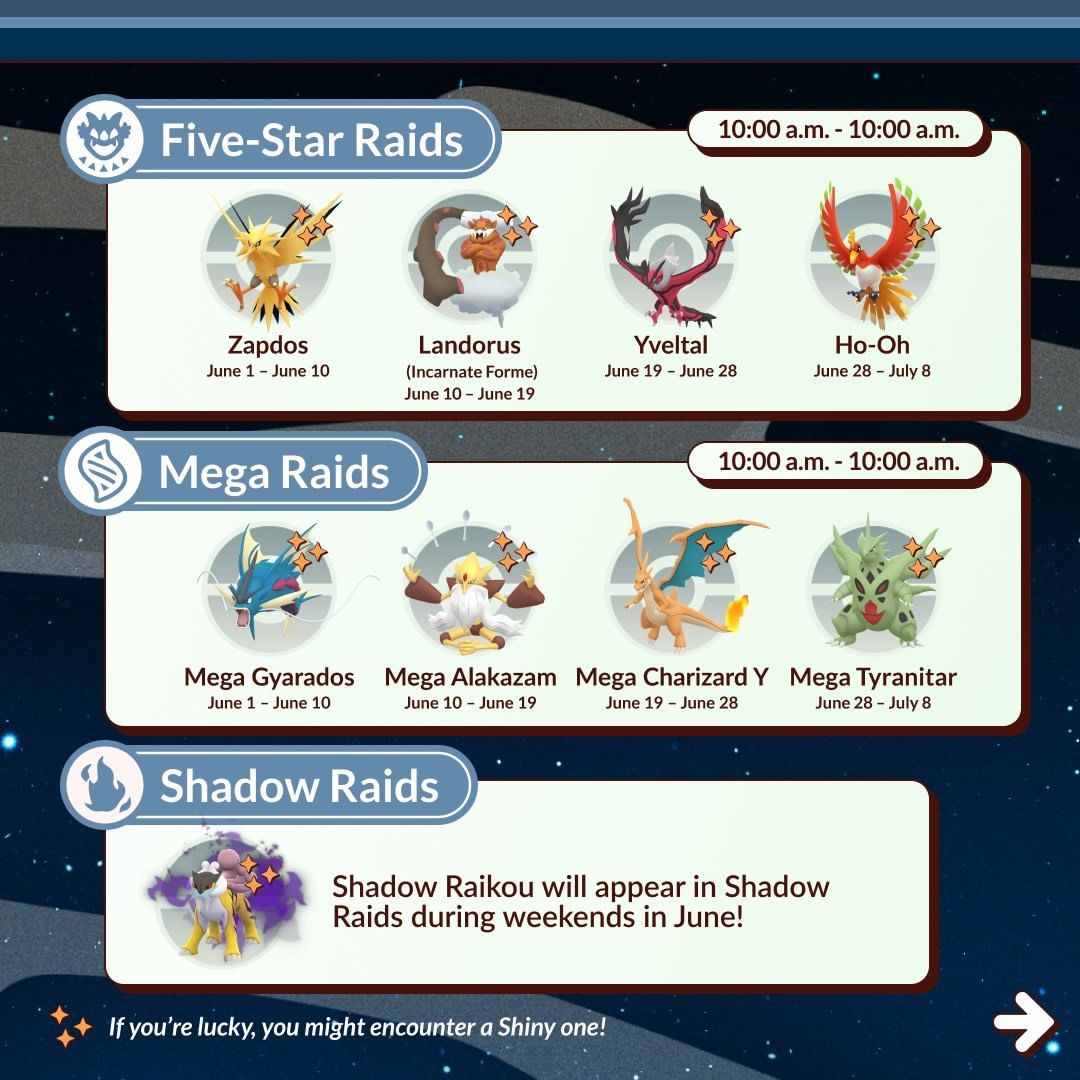 Five-Star Raids
10:00 a.m. - 10:00 a.m.
Zapdos
June 1 – June 10
Landorus
(Incarnate Forme)
June 10 – June 19
Yveltal
June 19 – June 28
Ho-Oh
June 28 – July 8
Mega Raids
10:00 a.m. - 10:00 a.m.
Mega Gyarados
June 1 – June 10
Mega Alakazam
June 10 – June 19
Mega Charizard Y
June 19 – June 28
Mega Tyranitar
June 28 – July 8
Shadow Raids
Shadow Raikou will appear in Shadow
Raids during weekends in June!
If you're lucky, you might encounter a Shiny one!